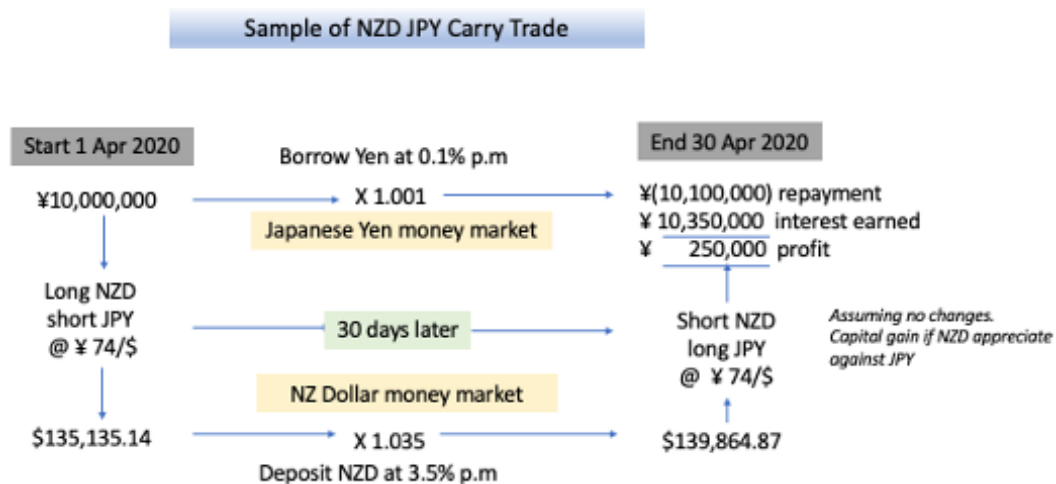 Sample of NZD JPY Carry Trade
Start 1 Apr 2020
End 30 Apr 2020
Borrow Yen at 0.1% p.m
¥10,000,000
X 1.001
¥(10,100,000) repayment
Japanese Yen money market
¥ 10,350,000 interest earned
¥ 250,000 profit
Long NZD
short JPY
@ ¥ 74/$
30 days later
Short NZD
long JPY
@ ¥ 74/$
Assuming no changes.
Capital gain if NZD appreciate
against JPY
NZ Dollar money market
$135,135.14
X 1.035
$139,864.87
Deposit NZD at 3.5% p.m